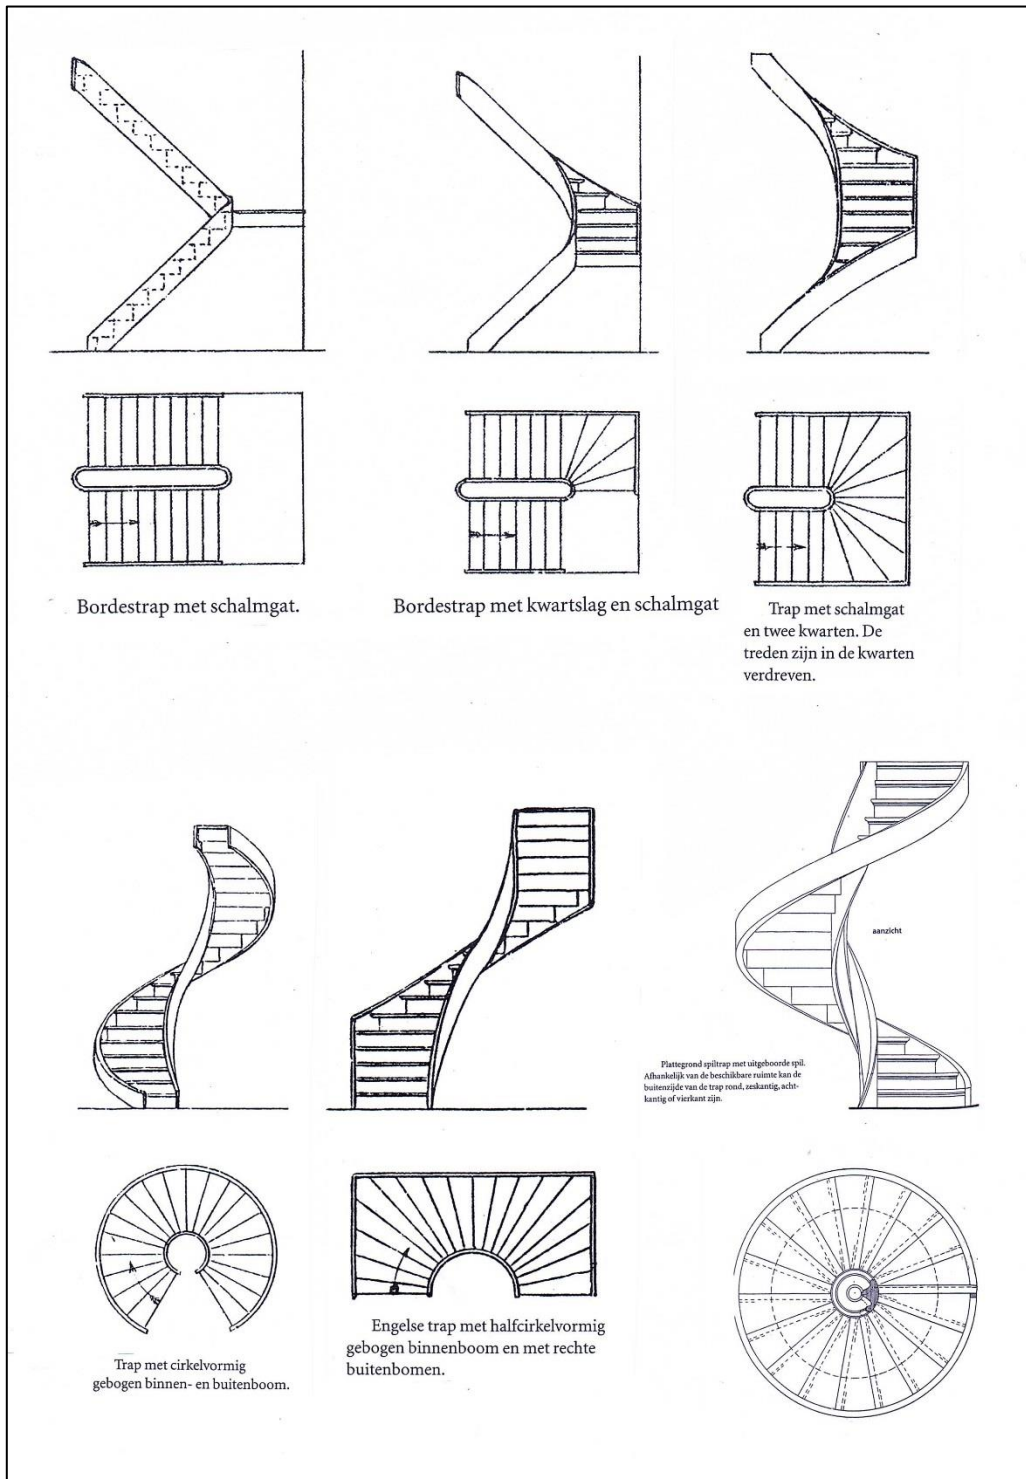 Bordestrap met schalmgat.
Bordestrap met kwartslag en schalmgat
Trap met schalmgat
en twee kwarten. De
treden zijn in de kwarten
verdreven.
aanzicht
Plattegrond spiltrap met uitgeboorde spil.
Afhankelijk van de beschikbare ruimte kan de
buitenzijde van de trap rond, zeskantig, acht-
kantig of vierkant zijn.
Trap met cirkelvormig
gebogen binnen- en buitenboom.
Engelse trap met halfcirkelvormig
gebogen binnenboom en met rechte
buitenbomen.